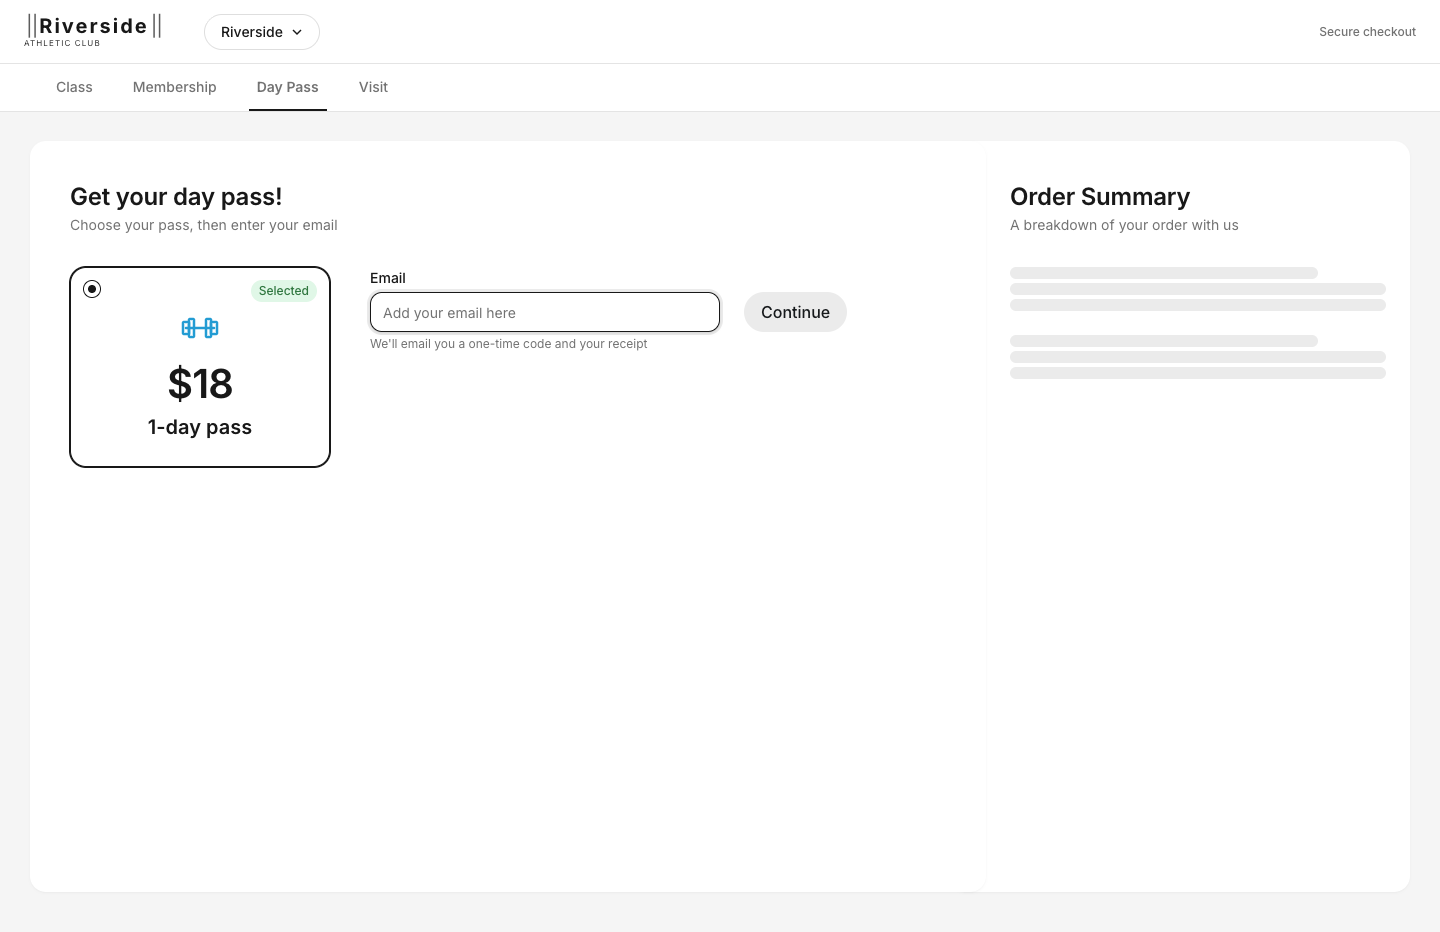 Riverside
ATHLETIC CLUB
Riverside
Secure checkout
Class
Membership
Day Pass
Visit
Get your day pass!
Choose your pass, then enter your email
Selected
$18
1-day pass
Email
Add your email here
Continue
We'll email you a one-time code and your receipt
Order Summary
A breakdown of your order with us